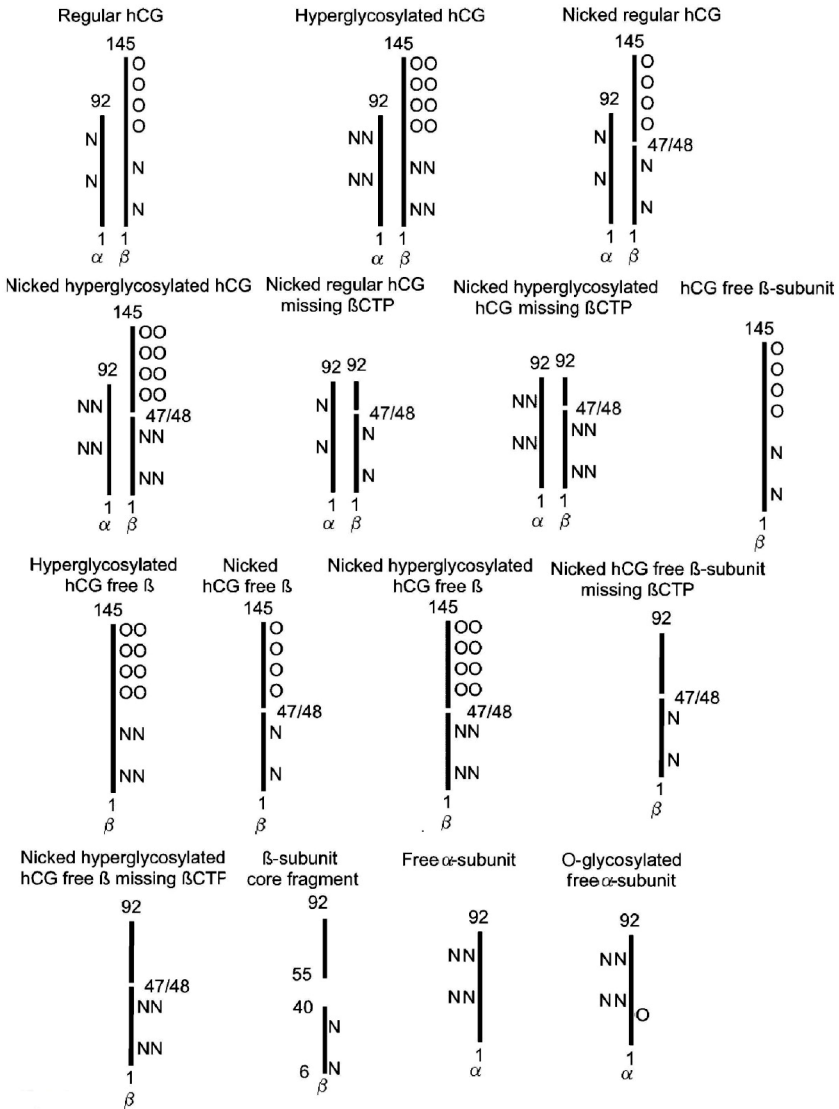 Regular hCG
Hyperglycosylated hCG
Nicked regular hCG
145
145
145
O
OO
O
O
OO
O
92
O
92
OO
92
O
O
OO
O
N
NN
N
47/48
N
N
NN
NN
N
N
N
NN
N
1 1
1 1
1 1
α β
α β
α β
Nicked hyperglycosylated hCG
Nicked regular hCG
missing ßCTP
Nicked hyperglycosylated
hCG missing ßCTP
hCG free ß-subunit
145
145
OO
O
OO
O
92
OO
92 92
92 92
O
OO
O
NN
47/48
N
47/48
NN
47/48
NN
NN
N
N
NN
NN
N
NN
N
NN
N
1 1
1 1
1 1
1
α β
α β
α β
β
Hyperglycosylated
hCG free ß
Nicked
hCG free ß
Nicked hyperglycosylated
hCG free ß
Nicked hCG free ß-subunit
missing ßCTP
145
145
145
92
OO
O
OO
OO
O
OO
OO
O
OO
OO
O
OO
47/48
47/48
47/48
NN
N
NN
N
NN
N
NN
N
1
1
1
1
β
β
β
β
Nicked hyperglycosylated
hCG free ß missing ßCTF
ß-subunit
core fragment
Free α-subunit
O-glycosylated
free α-subunit
92
92
92
92
NN
NN
55
47/48
NN
NN
NN
40
O
N
NN
6
N
1
1
1
β
β
α
α